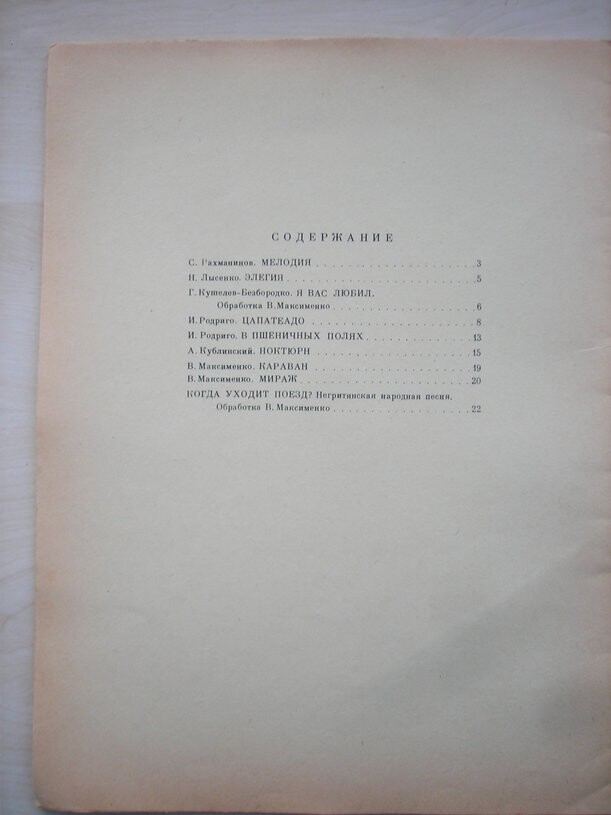 СОДЕРЖАНИЕ
С. Рахманинов. МЕЛОДИЯ . . . . . . . . . . . . . . . . . . . 3
Н. Лысенко. ЭЛЕГИЯ . . . . . . . . . . . . . . . . . . . . . 5
Г. Кушелев-Безбородко. Я ВАС ЛЮБИЛ.
Обработка В. Максименко . . . . . . . . . . . . . . . . . 6
И. Родриго. ЦАПАТЕАДО . . . . . . . . . . . . . . . . . . . 8
И. Родриго. В ПШЕНИЧНЫХ ПОЛЯХ . . . . . . . . . . . . . 13
А. Кублинский. НОКТЮРН . . . . . . . . . . . . . . . . . . 15
В. Максименко. КАРАВАН . . . . . . . . . . . . . . . . . . 19
В. Максименко. МИРАЖ . . . . . . . . . . . . . . . . . . . 20
КОГДА УХОДИТ ПОЕЗД? Негритянская народная песня.
Обработка В. Максименко . . . . . . . . . . . . . . . . . 22